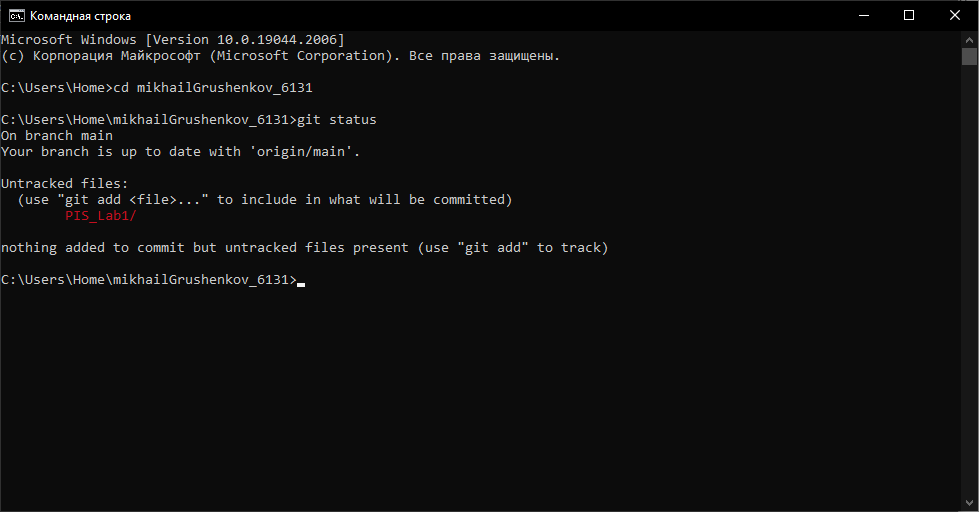 Командная строка
Microsoft Windows [Version 10.0.19044.2006]
(c) Корпорация Майкрософт (Microsoft Corporation). Все права защищены.
C:\Users\Home>cd mikhailGrushenkov_6131
C:\Users\Home\mikhailGrushenkov_6131>git status
On branch main
Your branch is up to date with 'origin/main'.
Untracked files:
  (use "git add <file>..." to include in what will be committed)
        PIS_Lab1/
nothing added to commit but untracked files present (use "git add" to track)
C:\Users\Home\mikhailGrushenkov_6131>